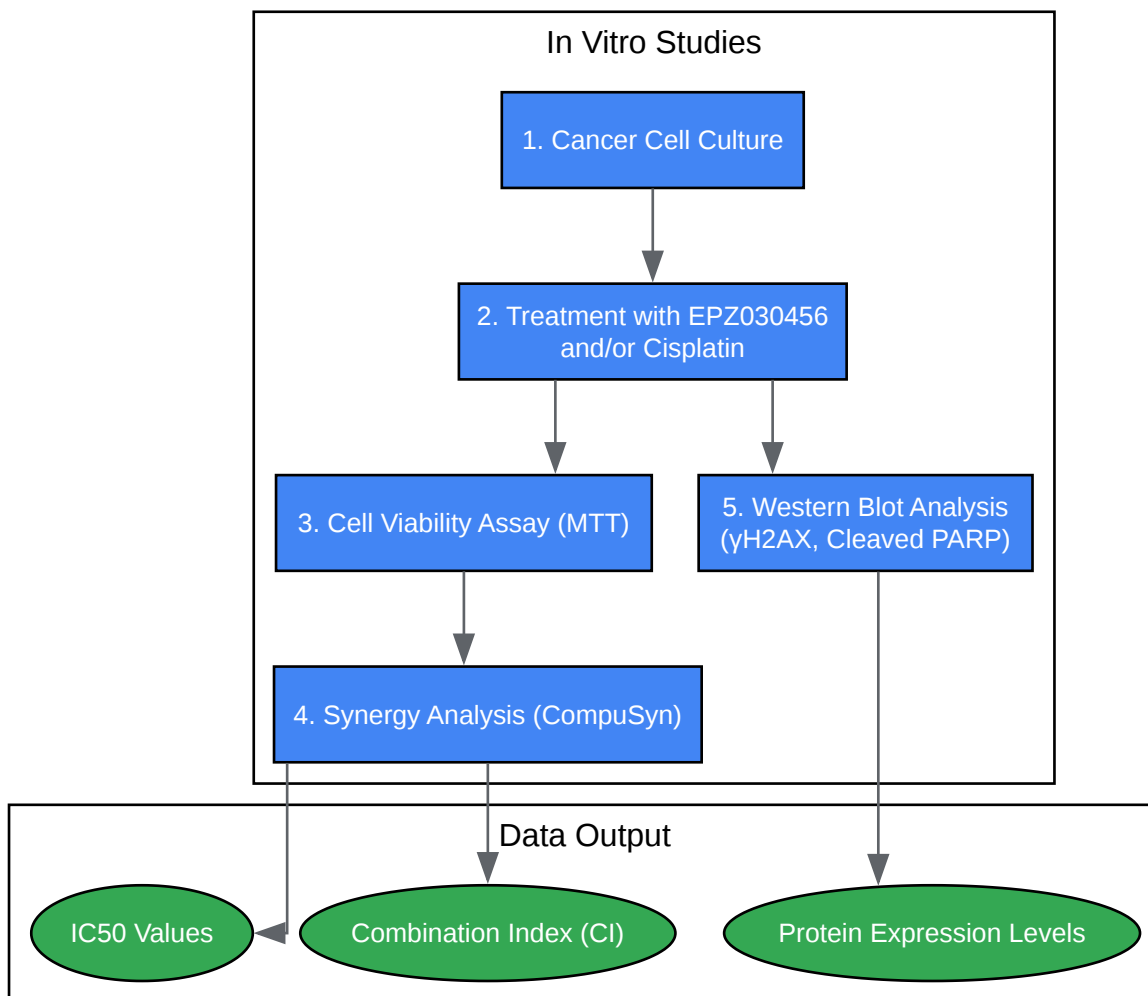 In Vitro Studies
1. Cancer Cell Culture
2. Treatment with EPZ030456
and/or Cisplatin
3. Cell Viability Assay (MTT)
5. Western Blot Analysis
(γH2AX, Cleaved PARP)
4. Synergy Analysis (CompuSyn)
Data Output
IC50 Values
Combination Index (CI)
Protein Expression Levels